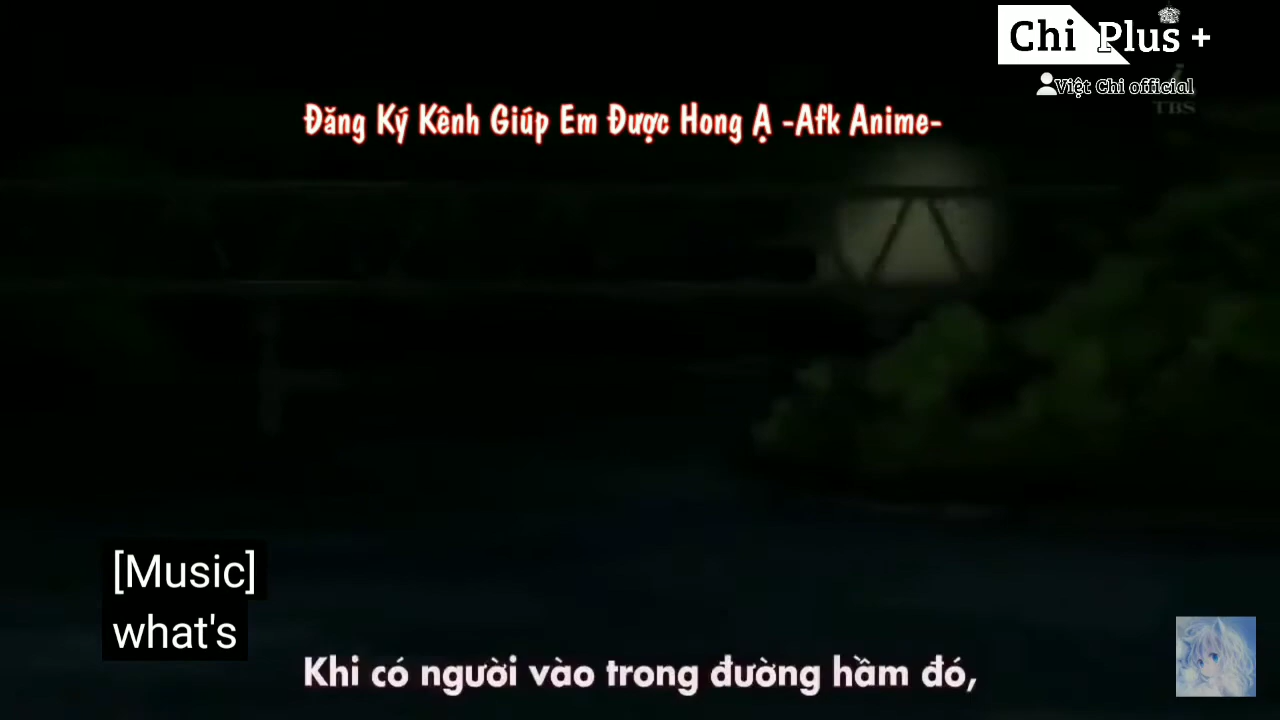 Chi Plus +
Việt Chi official
TBS
Đăng Ký Kênh Giúp Em Được Hong Ạ -Afk Anime-
[Music]
what's
Khi có người vào trong đường hầm đó,